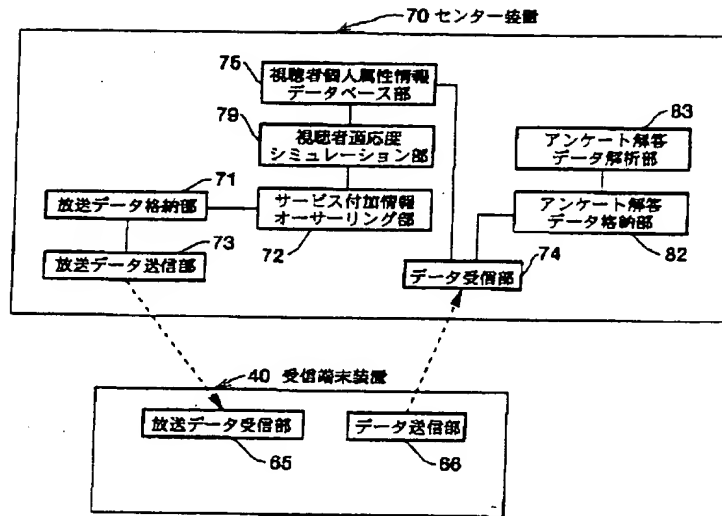 70 センター装置
75
視聴者個人属性情報
データベース部
79
視聴者適応度
シミュレーション部
83
アンケート解答
データ解析部
71
放送データ格納部
サービス付加情報
オーサーリング部
72
アンケート解答
データ格納部
82
73
放送データ送信部
74
データ受信部
40 受信端末装置
放送データ受信部
65
データ送信部
66